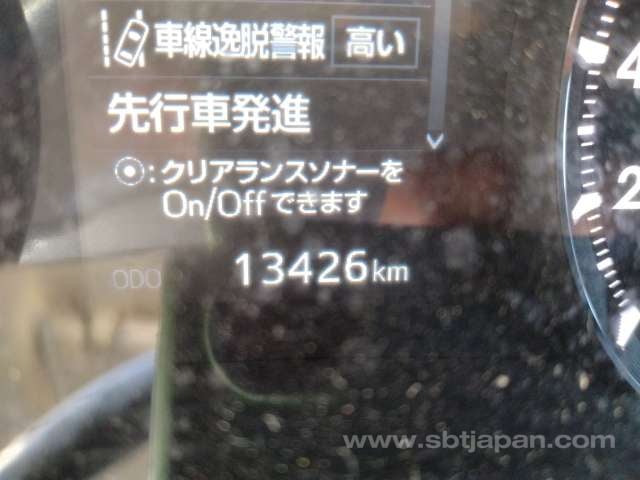 車線逸脱警報 高い
先行車発進
:クリアランスソナーを
On/Offできます
ODO 13426km
4
2
www.sbtjapan.com